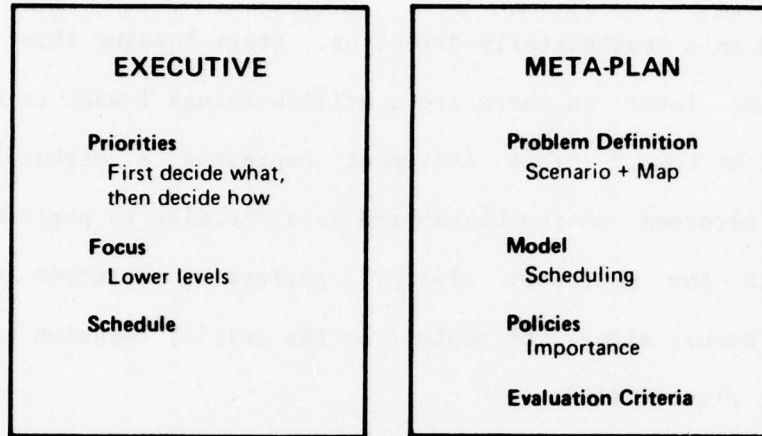 EXECUTIVE
Priorities
First decide what,
then decide how
Focus
Lower levels
Schedule
META-PLAN
Problem Definition
Scenario + Map
Model
Scheduling
Policies
Importance
Evaluation Criteria